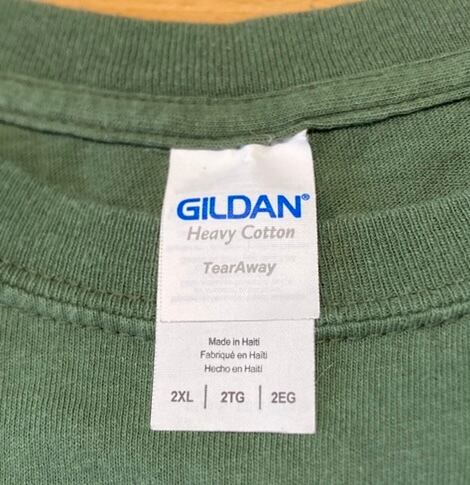 GILDAN®
Heavy Cotton
TearAway
Made in Haiti
Fabriqué en Haïti
Hecho en Haití
2XL | 2TG | 2EG